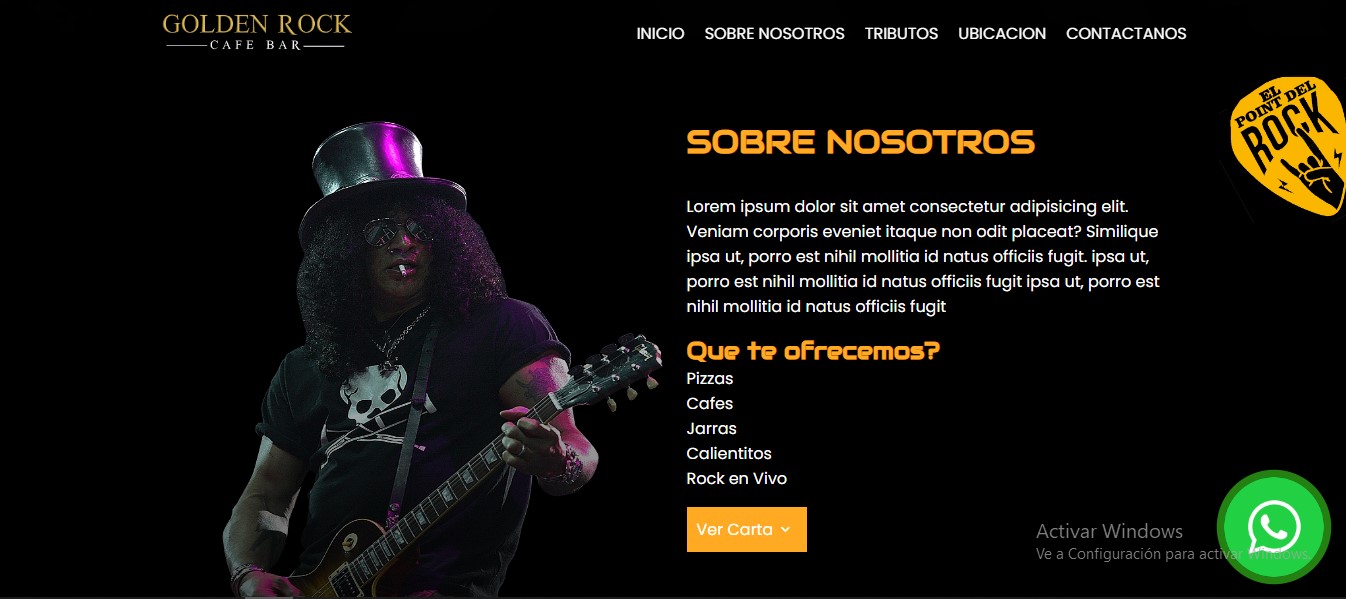 GOLDEN ROCK
CAFE BAR
INICIO SOBRE NOSOTROS TRIBUTOS UBICACION CONTACTANOS
EL
POINT DEL
ROCK
SOBRE NOSOTROS
Lorem ipsum dolor sit amet consectetur adipisicing elit.
Veniam corporis eveniet itaque non odit placeat? Similique
ipsa ut, porro est nihil mollitia id natus officiis fugit. ipsa ut,
porro est nihil mollitia id natus officiis fugit ipsa ut, porro est
nihil mollitia id natus officiis fugit
Que te ofrecemos?
Pizzas
Cafes
Jarras
Calientitos
Rock en Vivo
Ver Carta
Activar Windows
Ve a Configuración para activar Windows.